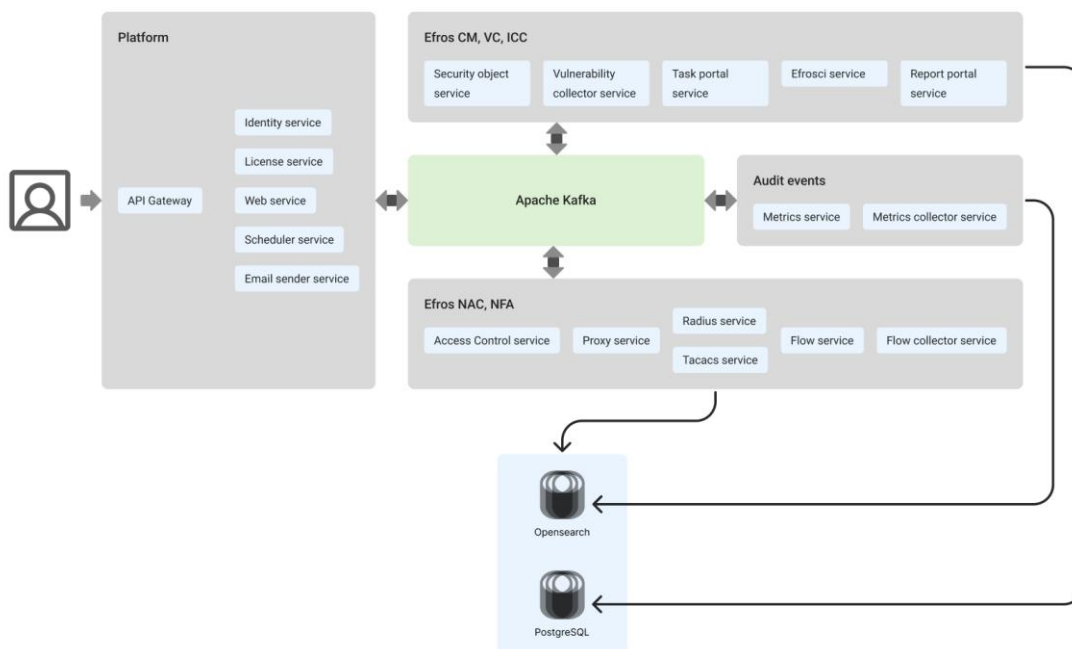 Platform
API Gateway
Identity service
License service
Web service
Scheduler service
Email sender service
Efros CM, VC, ICC
Security object
service
Vulnerability
collector service
Task portal
service
Efrosci service
Report portal
service
Apache Kafka
Audit events
Metrics service
Metrics collector service
Efros NAC, NFA
Access Control service
Proxy service
Radius service
Tacacs service
Flow service
Flow collector service
Opensearch
PostgreSQL